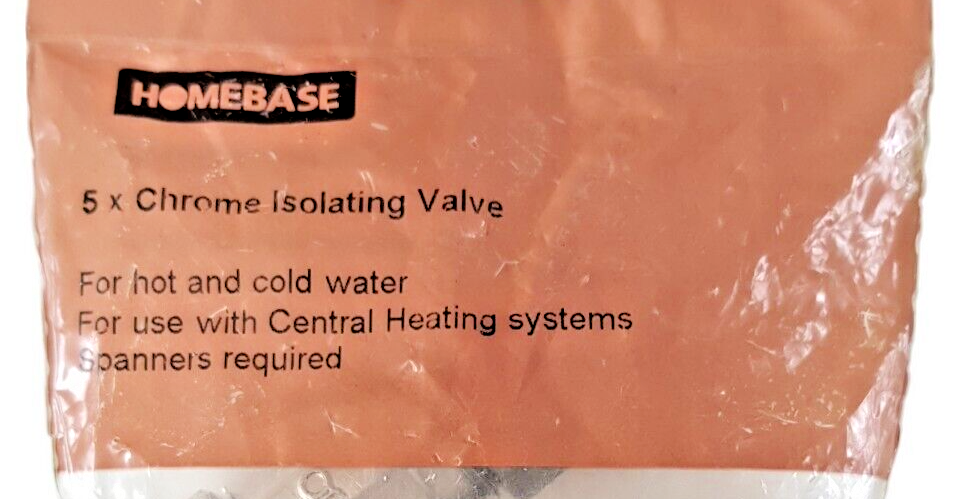 HOMEBASE
5 x Chrome Isolating Valve
For hot and cold water
For use with Central Heating systems
Spanners required